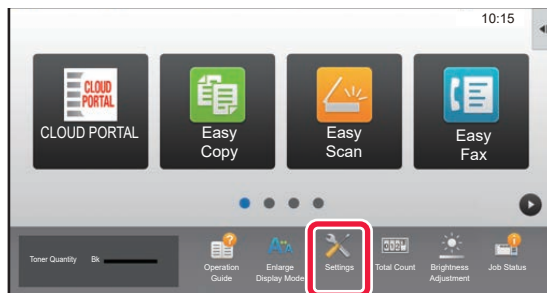 10:15
CLOUD
PORTAL
CLOUD PORTAL
Easy
Copy
Easy
Scan
Easy
Fax
Toner Quantity Bk
Operation
Guide
Enlarge
Display Mode
Settings
Total Count
Brightness
Adjustment
Job Status